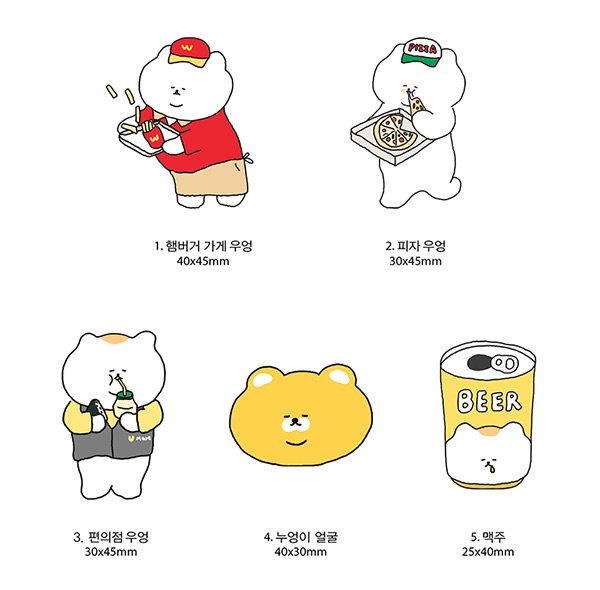 W
PIZZA
W
1. 햄버거 가게 우엉
40x45mm
2. 피자 우엉
30x45mm
BEER
U Mart
3. 편의점 우엉
30x45mm
4. 누엉이 얼굴
40x30mm
5. 맥주
25x40mm